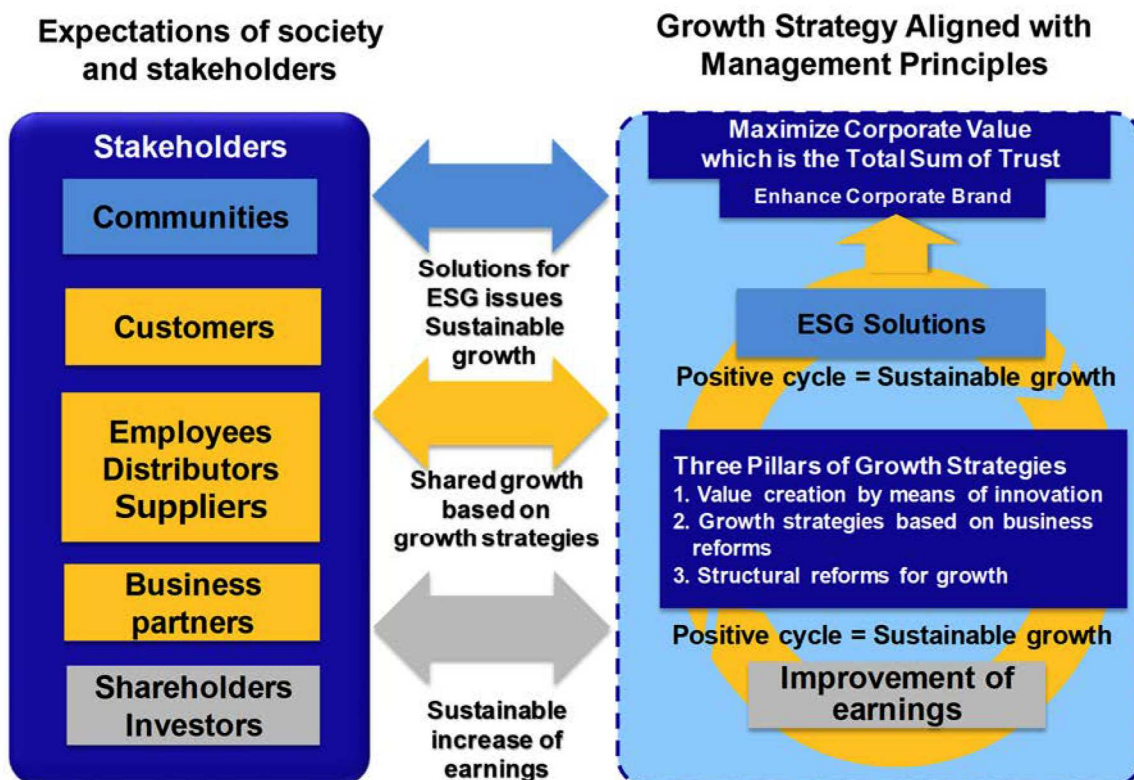 Expectations of society
and stakeholders
Stakeholders
Communities
Customers
Employees
Distributors
Suppliers
Business
partners
Shareholders
Investors
Solutions for
ESG issues
Sustainable
growth
Shared growth
based on
growth strategies
Sustainable
increase of
earnings
Growth Strategy Aligned with
Management Principles
Maximize Corporate Value
which is the Total Sum of Trust
Enhance Corporate Brand
ESG Solutions
Positive cycle = Sustainable growth
Three Pillars of Growth Strategies
1. Value creation by means of innovation
2. Growth strategies based on business
reforms
3. Structural reforms for growth
Positive cycle = Sustainable growth
Improvement of
earnings